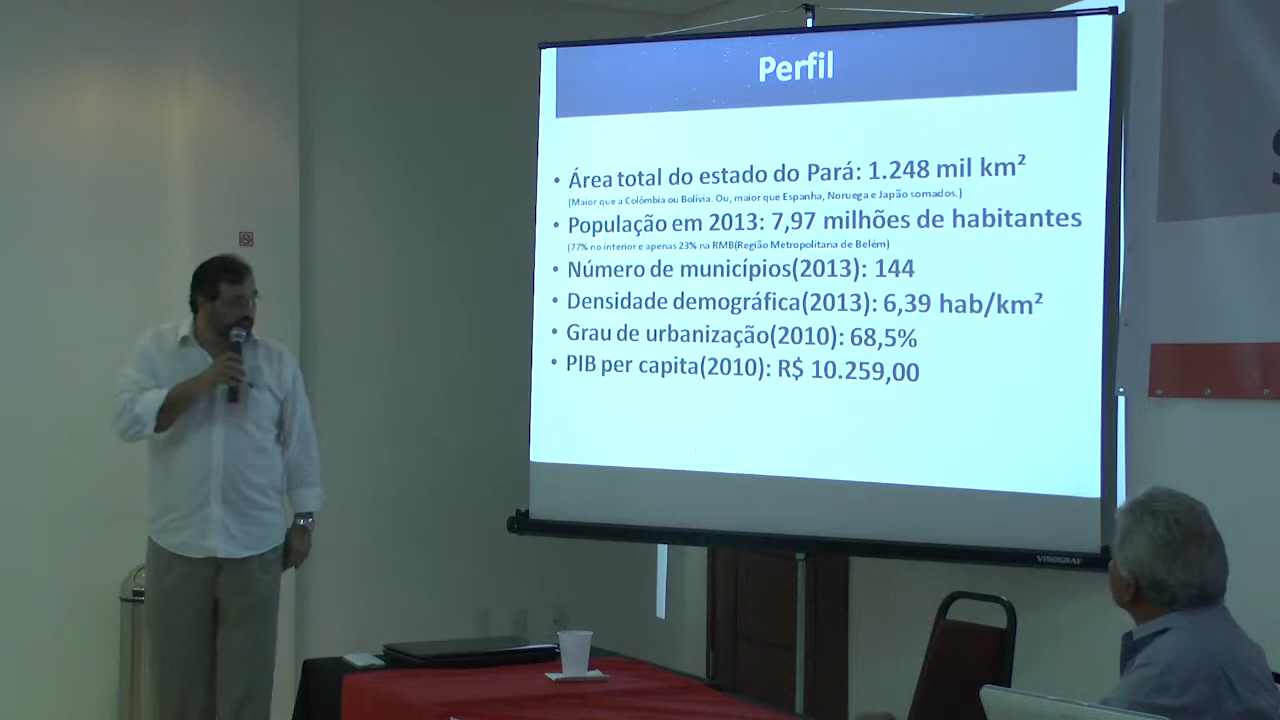 Perfil
• Área total do estado do Pará: 1.248 mil km²
(Maior que a Colômbia ou Bolívia. Ou, maior que Espanha, Noruega e Japão somados.)
• População em 2013: 7,97 milhões de habitantes
(77% no interior e apenas 23% na RMB(Região Metropolitana de Belém)
• Número de municípios(2013): 144
• Densidade demográfica(2013): 6,39 hab/km²
• Grau de urbanização(2010): 68,5%
• PIB per capita(2010): R$ 10.259,00
VISOGRAF